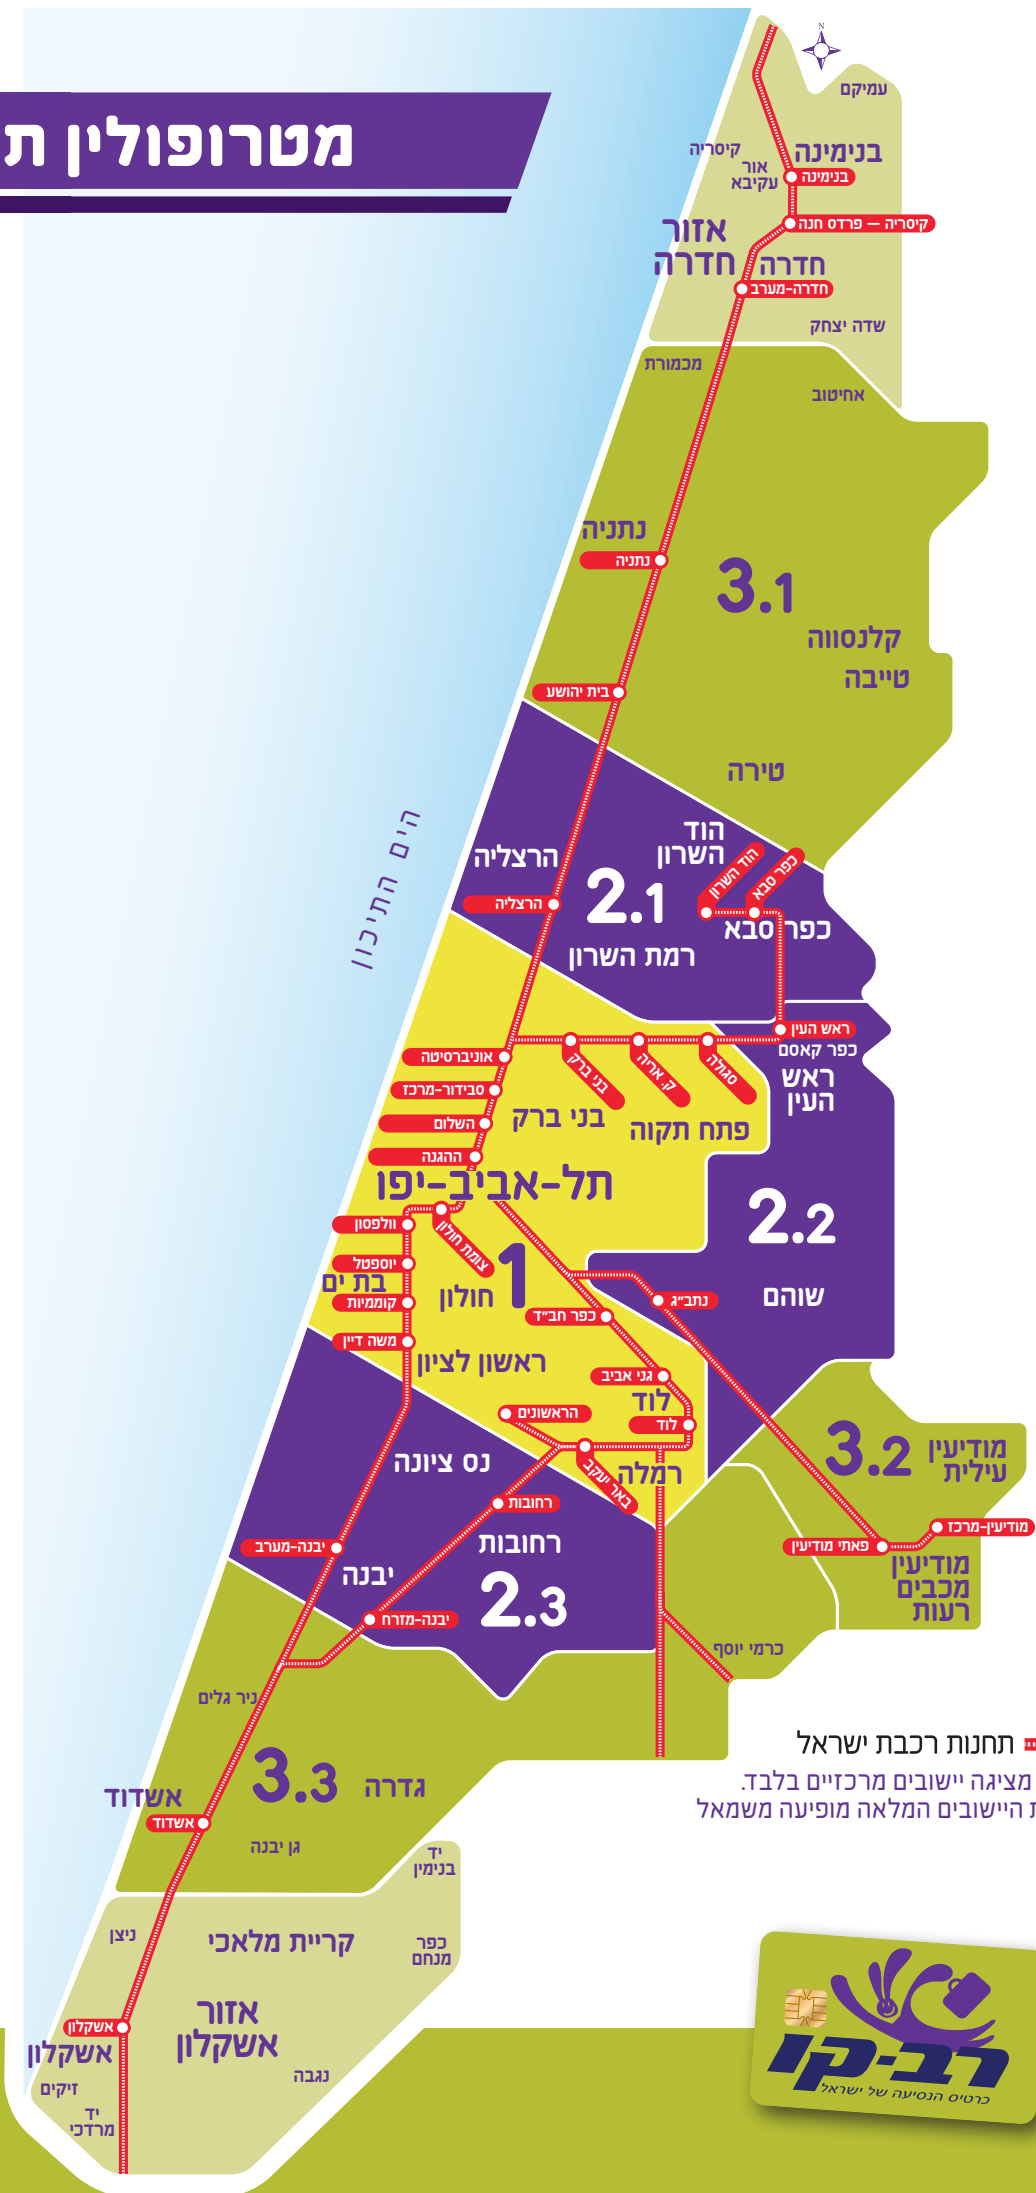 N
עמיקם
מטרופולין ת
קיסריה
בנימינה
אור
עקיבא
בנימינה
קיסריה – פרדס חנה
אזור
חדרה
חדרה
חדרה-מערב
שדה יצחק
מכמורת
אחיטוב
נתניה
נתניה
3.1
קלנסווה
טייבה
בית יהושע
טירה
הים התיכון
הוד
השרון
הרצליה
הוד השרון
כפר סבא
2.1
הרצליה
כפר סבא
רמת השרון
ראש העין
כפר קאסם
ראש
העין
אוניברסיטה
בני ברק
ק. אריה
סגולה
סבידור-מרכז
בני ברק
פתח תקוה
השלום
ההגנה
תל-אביב-יפו
2.2
וולפסון
צומת חולון
1
יוספטל
בת ים
חולון
שוהם
קוממיות
נתב״ג
כפר חב״ד
משה דיין
ראשון לציון
גני אביב
לוד
לוד
הראשונים
נס ציונה
באר יעקב
רמלה
3.2
מודיעין
עילית
רחובות
רחובות
מודיעין-מרכז
פאתי מודיעין
יבנה-מערב
יבנה
2.3
מודיעין
מכבים
רעות
יבנה-מזרח
כרמי יוסף
ניר גלים
תחנות רכבת ישראל
3.3
גדרה
מציגה יישובים מרכזיים בלבד.
ת היישובים המלאה מופיעה משמאל
אשדוד
אשדוד
גן יבנה
יד
בנימין
ניצן
קריית מלאכי
כפר
מנחם
אזור
אשקלון
אשקלון
אשקלון
נגבה
זיקים
יד
מרדכי
רב-קו
כרטיס הנסיעה של ישראל